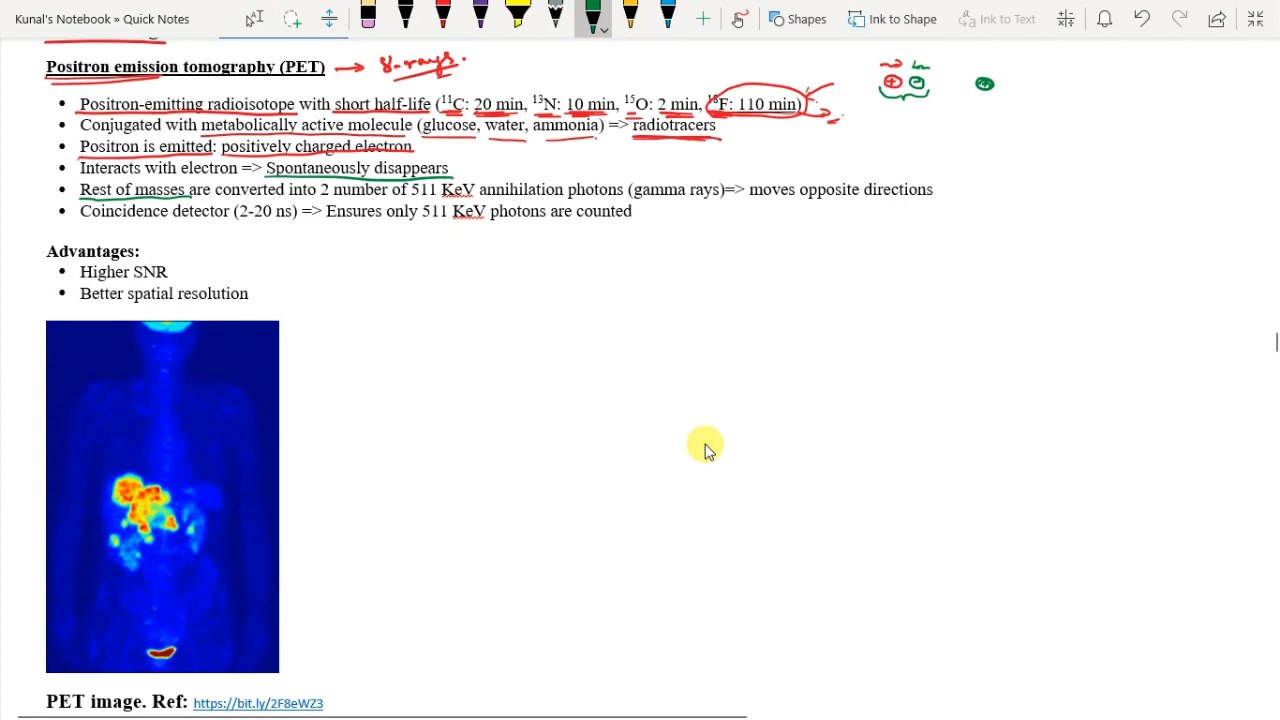 Kunal's Notebook » Quick Notes
Shapes
Ink to Shape
Ink to Text
Positron emission tomography (PET) → γ-rays.
• Positron-emitting radioisotope with short half-life (¹¹C: 20 min, ¹³N: 10 min, ¹⁵O: 2 min, ¹⁸F: 110 min)
• Conjugated with metabolically active molecule (glucose, water, ammonia) => radiotracers
• Positron is emitted: positively charged electron
• Interacts with electron => Spontaneously disappears
• Rest of masses are converted into 2 number of 511 KeV annihilation photons (gamma rays)=> moves opposite directions
• Coincidence detector (2-20 ns) => Ensures only 511 KeV photons are counted
Advantages:
• Higher SNR
• Better spatial resolution
PET image. Ref: https://bit.ly/2F8eWZ3